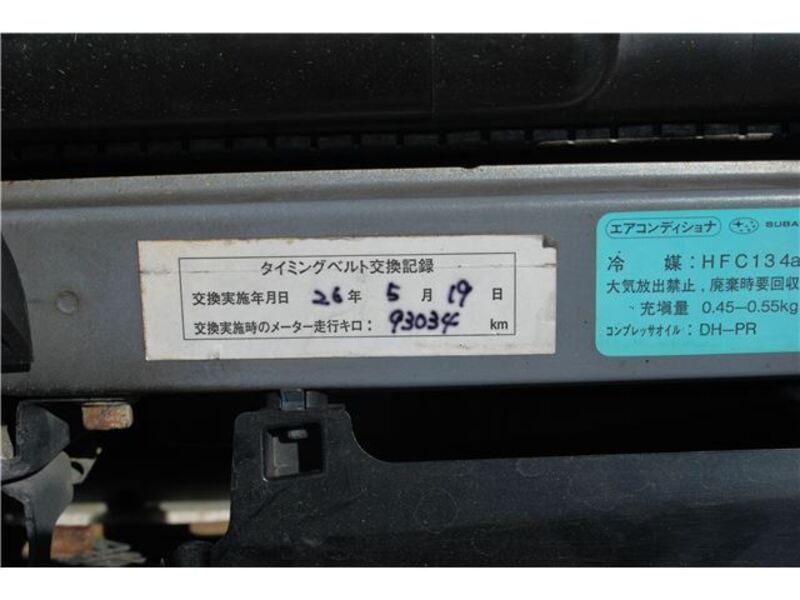 タイミングベルト交換記録
交換実施年月日 26年 5月 19日
交換実施時のメーター走行キロ: 93034 km
エアコンディショナ SUBA
冷 媒:HFC134a
大気放出禁止,廃棄時要回収
充塡量 0.45-0.55kg
コンプレッサオイル: DH-PR